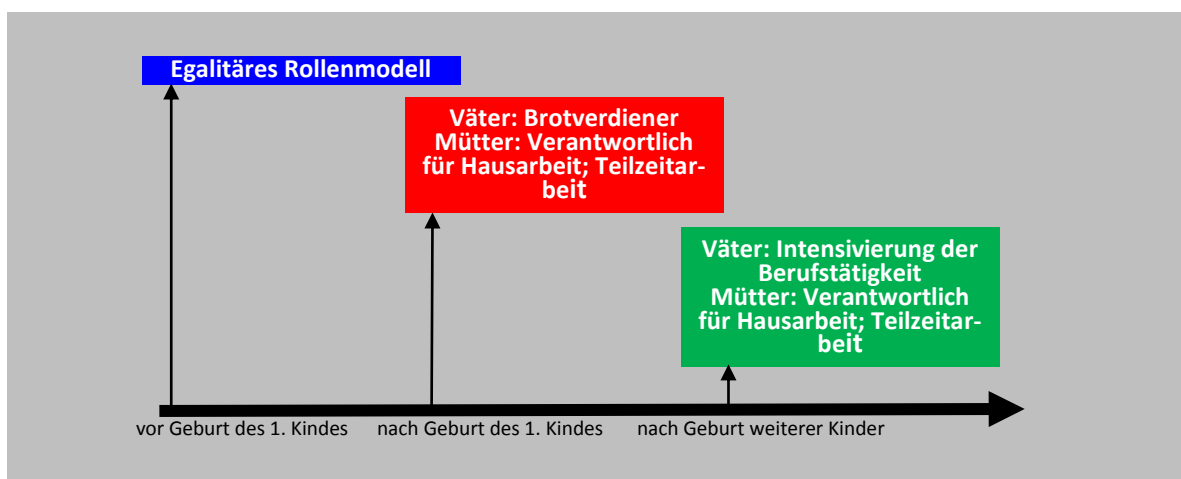 Egalitäres Rollenmodell
Väter: Brotverdiener
Mütter: Verantwortlich
für Hausarbeit; Teilzeitar-
beit
Väter: Intensivierung der
Berufstätigkeit
Mütter: Verantwortlich
für Hausarbeit; Teilzeitar-
beit
vor Geburt des 1. Kindes
nach Geburt des 1. Kindes
nach Geburt weiterer Kinder